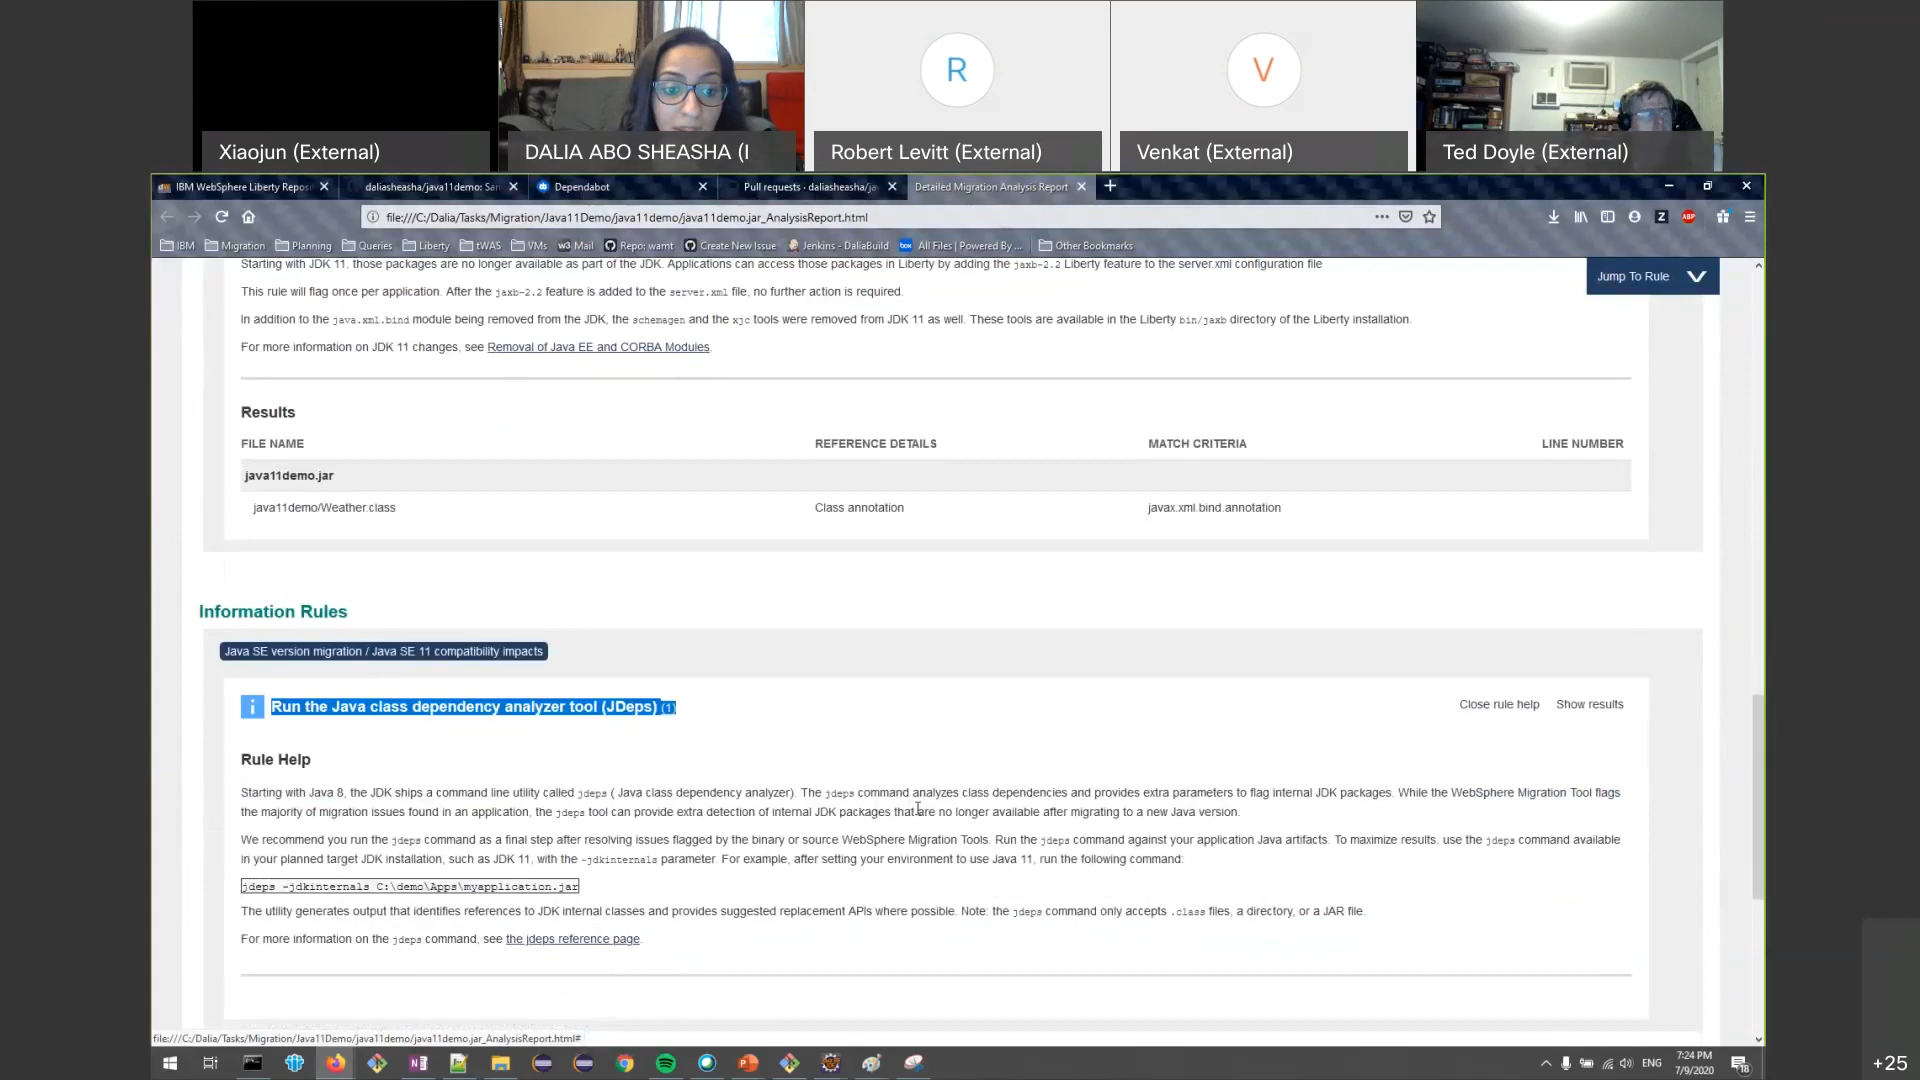 R
V
Xiaojun (External)
DALIA ABO SHEASHA (I
Robert Levitt (External)
Venkat (External)
Ted Doyle (External)
IBM WebSphere Liberty Repos
daliasheasha/java11demo: San
Dependabot
Pull requests · daliasheasha/ja
Detailed Migration Analysis Report
file:///C:/Dalia/Tasks/Migration/Java11Demo/java11demo/java11demo.jar_AnalysisReport.html
Z
ABP
IBM Migration Planning Queries Liberty tWAS VMs w3 Mail Repo: wamt Create New Issue Jenkins - DaliaBuild box All Files | Powered By ... Other Bookmarks
Starting with JDK 11, those packages are no longer available as part of the JDK. Applications can access those packages in Liberty by adding the jaxb-2.2 Liberty feature to the server.xml configuration file
Jump To Rule
This rule will flag once per application. After the jaxb-2.2 feature is added to the server.xml file, no further action is required.
In addition to the java.xml.bind module being removed from the JDK, the schemagen and the xjc tools were removed from JDK 11 as well. These tools are available in the Liberty bin/jaxb directory of the Liberty installation.
For more information on JDK 11 changes, see Removal of Java EE and CORBA Modules.
Results
FILE NAME REFERENCE DETAILS MATCH CRITERIA LINE NUMBER
java11demo.jar
java11demo/Weather.class Class annotation javax.xml.bind.annotation
Information Rules
Java SE version migration / Java SE 11 compatibility impacts
i Run the Java class dependency analyzer tool (JDeps) (1)
Close rule help Show results
Rule Help
Starting with Java 8, the JDK ships a command line utility called jdeps ( Java class dependency analyzer). The jdeps command analyzes class dependencies and provides extra parameters to flag internal JDK packages. While the WebSphere Migration Tool flags
the majority of migration issues found in an application, the jdeps tool can provide extra detection of internal JDK packages that are no longer available after migrating to a new Java version.
We recommend you run the jdeps command as a final step after resolving issues flagged by the binary or source WebSphere Migration Tools. Run the jdeps command against your application Java artifacts. To maximize results, use the jdeps command available
in your planned target JDK installation, such as JDK 11, with the -jdkinternals parameter. For example, after setting your environment to use Java 11, run the following command:
jdeps -jdkinternals C:\demo\Apps\myapplication.jar
The utility generates output that identifies references to JDK internal classes and provides suggested replacement APIs where possible. Note: the jdeps command only accepts .class files, a directory, or a JAR file.
For more information on the jdeps command, see the jdeps reference page.
file:///C:/Dalia/Tasks/Migration/Java11Demo/java11demo/java11demo.jar_AnalysisReport.html#
ENG
7:24 PM
7/9/2020
18
+25